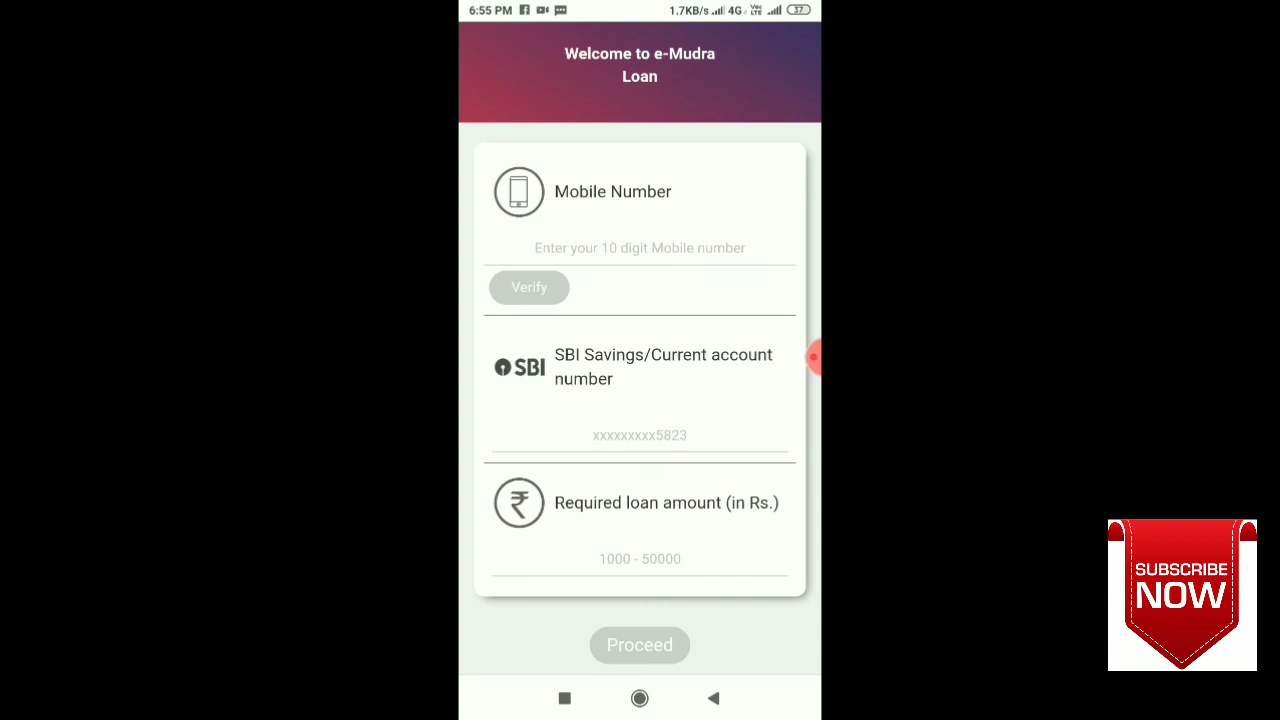 6:55 PM
1.7KB/s 4G 37
Welcome to e-Mudra
Loan
Mobile Number
Enter your 10 digit Mobile number
Verify
SBI
SBI Savings/Current account
number
xxxxxxxxx5823
₹
Required loan amount (in Rs.)
1000 - 50000
Proceed
SUBSCRIBE
NOW